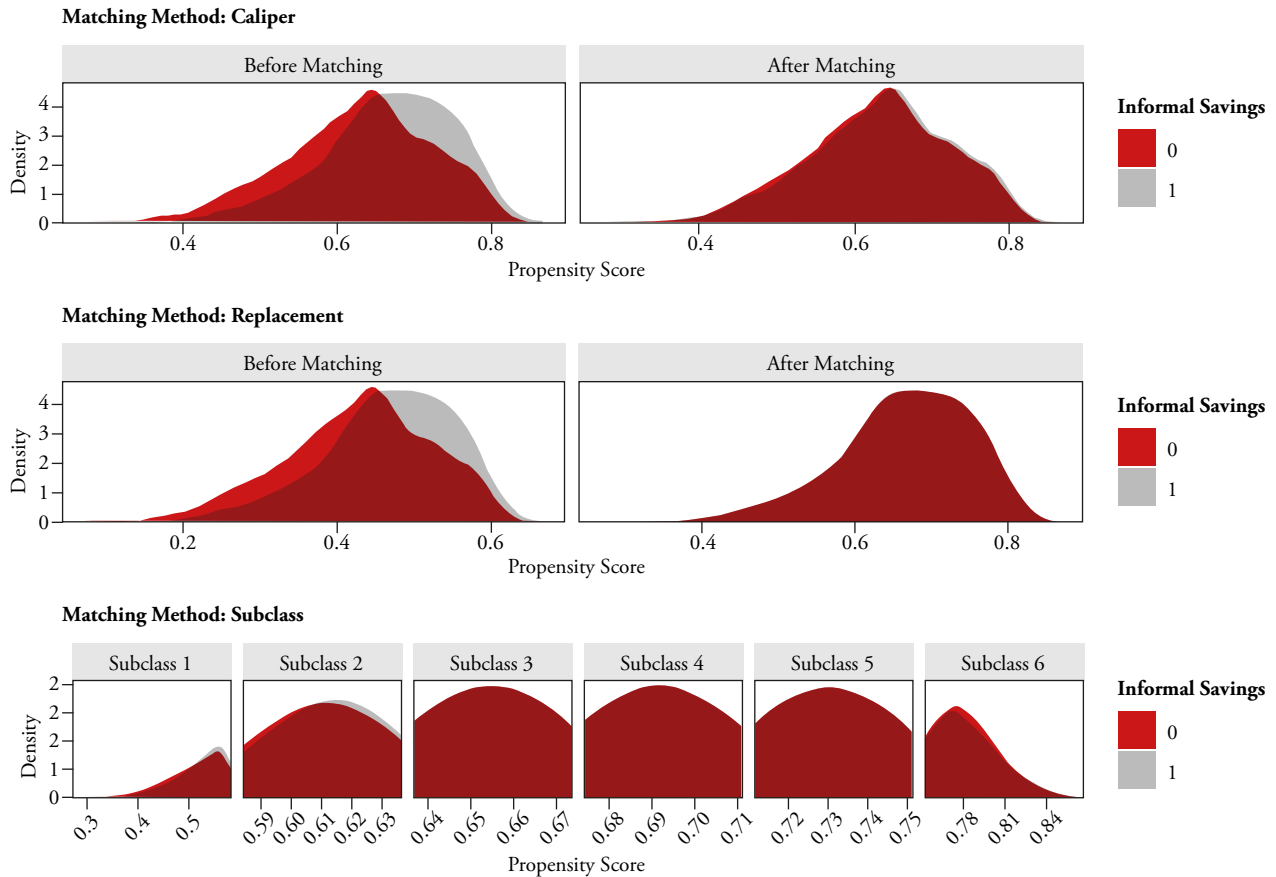 Matching Method: Caliper
Before Matching
After Matching
Density
4
3
2
1
0
0.4
0.6
0.8
0.4
0.6
0.8
Propensity Score
Informal Savings
0
1
Matching Method: Replacement
Before Matching
After Matching
Density
4
3
2
1
0
0.2
0.4
0.6
0.4
0.6
0.8
Propensity Score
Informal Savings
0
1
Matching Method: Subclass
Subclass 1
Subclass 2
Subclass 3
Subclass 4
Subclass 5
Subclass 6
Density
2
2
2
1
0
0.3
0.4
0.5
0.59
0.60
0.61
0.62
0.63
0.64
0.65
0.66
0.67
0.68
0.69
0.70
0.71
0.72
0.73
0.74
0.75
0.78
0.81
0.84
Propensity Score
Informal Savings
0
1